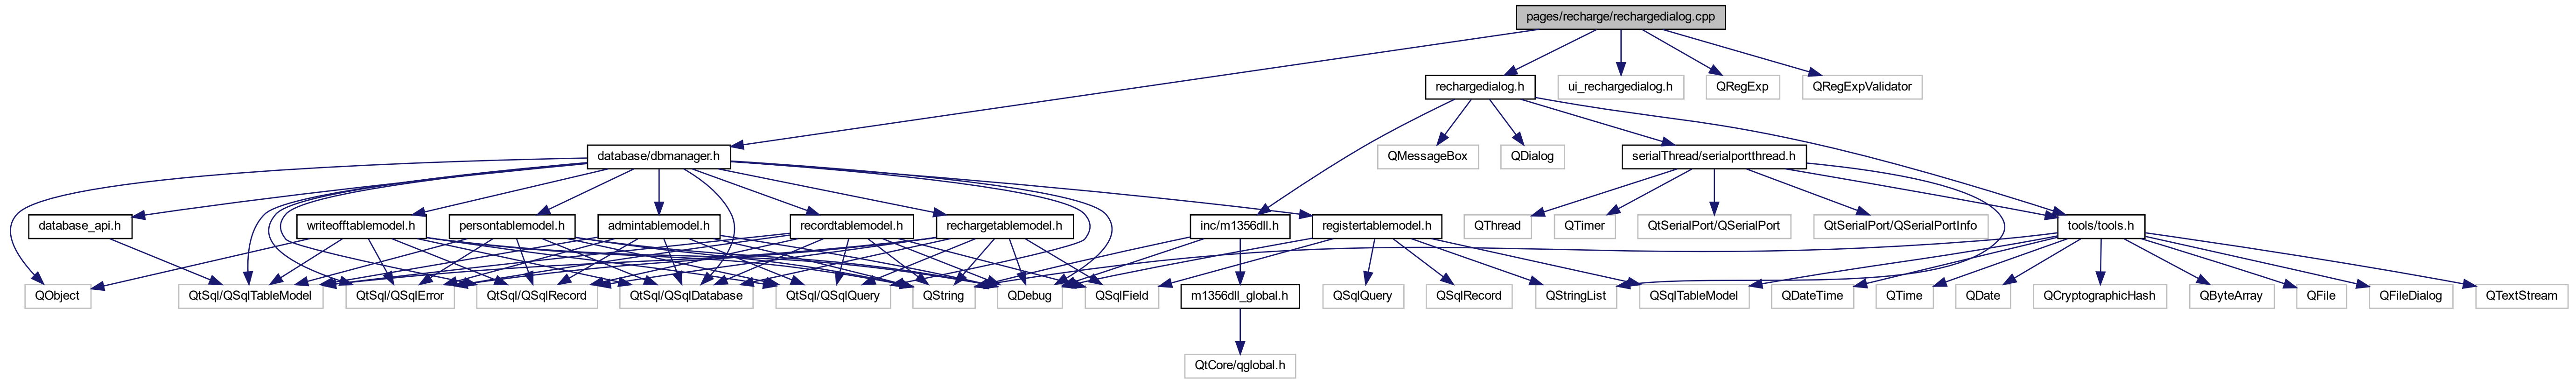 pages/recharge/rechargedialog.cpp
rechargedialog.h
ui_rechargedialog.h
QRegExp
QRegExpValidator
database/dbmanager.h
QMessageBox
QDialog
serialThread/serialportthread.h
database_api.h
writeofftablemodel.h
persontablemodel.h
admintablemodel.h
recordtablemodel.h
rechargetablemodel.h
inc/m1356dll.h
registertablemodel.h
QThread
QTimer
QtSerialPort/QSerialPort
QtSerialPort/QSerialPortInfo
tools/tools.h
QObject
QtSql/QSqlTableModel
QtSql/QSqlError
QtSql/QSqlRecord
QtSql/QSqlDatabase
QtSql/QSqlQuery
QString
QDebug
QSqlField
m1356dll_global.h
QSqlQuery
QSqlRecord
QStringList
QSqlTableModel
QDateTime
QTime
QDate
QCryptographicHash
QByteArray
QFile
QFileDialog
QTextStream
QtCore/qglobal.h